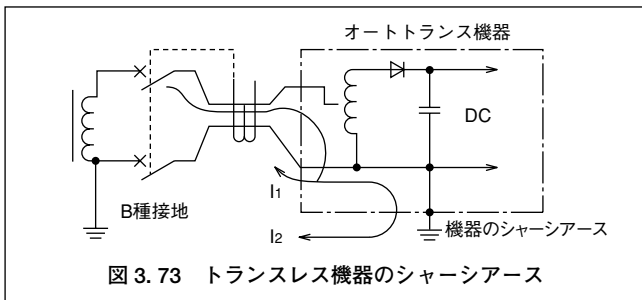 オートトランス機器
DC
B種接地
I1
I2
機器のシャーシアース
図 3. 73 トランスレス機器のシャーシアース